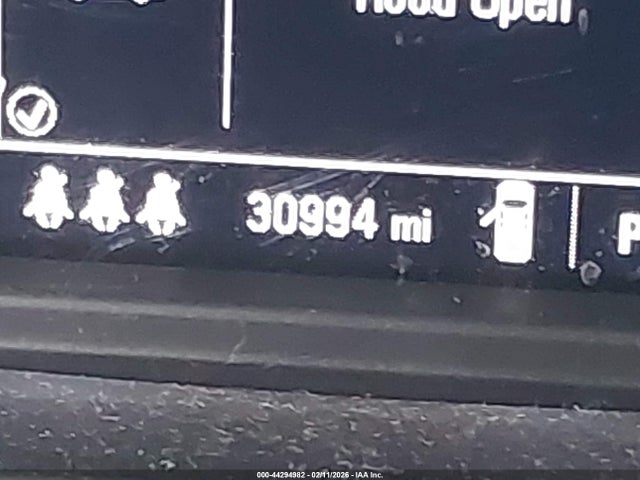 Hood Open
30994 mi
P
000-44294982 - 02/11/2026 - IAA Inc.